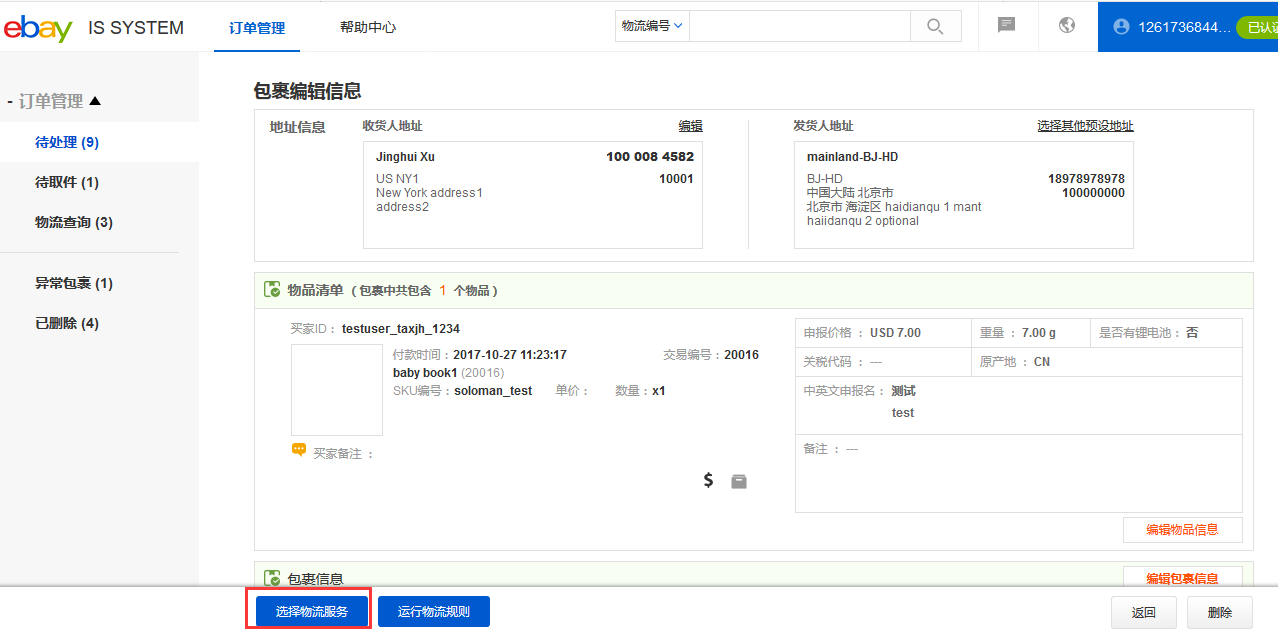 ebay IS SYSTEM 订单管理 帮助中心 物流编号 1261736844... 已认证
- 订单管理
待处理 (9)
待取件 (1)
物流查询 (3)
异常包裹 (1)
已删除 (4)
包裹编辑信息
地址信息
收货人地址 编辑
Jinghui Xu 100 008 4582
US NY1 10001
New York address1
address2
发货人地址 选择其他预设地址
mainland-BJ-HD
BJ-HD 18978978978
中国大陆 北京市 100000000
北京市 海淀区 haidianqu 1 mant
haiidanqu 2 optional
物品清单 ( 包裹中共包含 1 个物品 )
买家ID： testuser_taxjh_1234
付款时间：2017-10-27 11:23:17 交易编号：20016
baby book1 (20016)
SKU编号：soloman_test 单价： 数量：x1
买家备注 ：
$
申报价格 ： USD 7.00 重量 ： 7.00 g 是否有锂电池： 否
关税代码 ： --- 原产地 ： CN
中英文申报名： 测试
test
备注 ： ---
编辑物品信息
包裹信息 编辑包裹信息
选择物流服务 运行物流规则 返回 删除